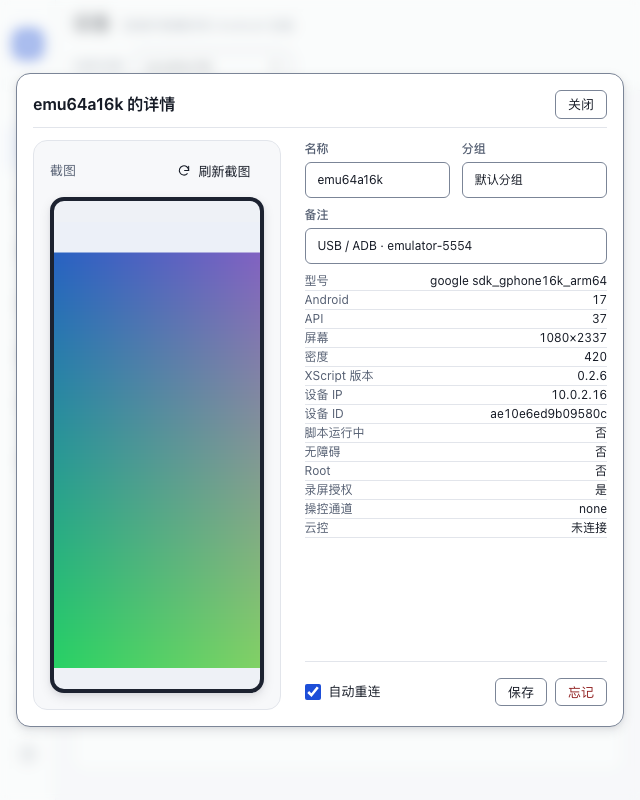 emu64a16k 的详情
关闭
截图
刷新截图
名称
分组
emu64a16k
默认分组
备注
USB / ADB · emulator-5554
型号 google sdk_gphone16k_arm64
Android 17
API 37
屏幕 1080×2337
密度 420
XScript 版本 0.2.6
设备 IP 10.0.2.16
设备 ID ae10e6ed9b09580c
脚本运行中 否
无障碍 否
Root 否
录屏授权 是
操控通道 none
云控 未连接
自动重连
保存
忘记